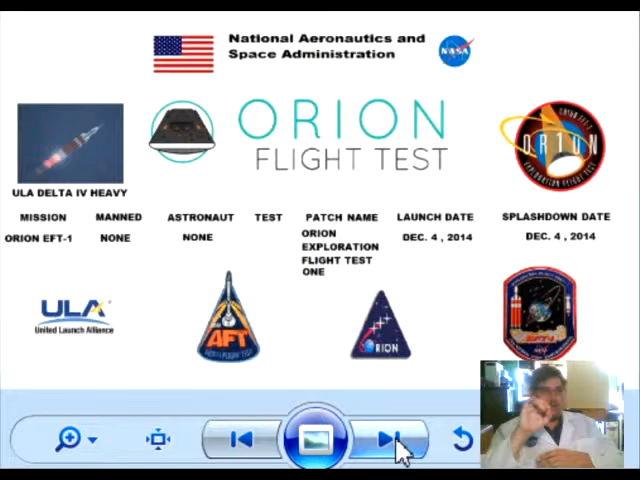 National Aeronautics and
Space Administration
NASA
ORION
FLIGHT TEST
ORION
EXPLORATION FLIGHT TEST
ULA DELTA IV HEAVY
MISSION MANNED ASTRONAUT TEST PATCH NAME LAUNCH DATE SPLASHDOWN DATE
ORION EFT-1 NONE NONE ORION DEC. 4 , 2014 DEC. 4 , 2014
EXPLORATION
FLIGHT TEST
ONE
ULA
United Launch Alliance
AFT
ORION